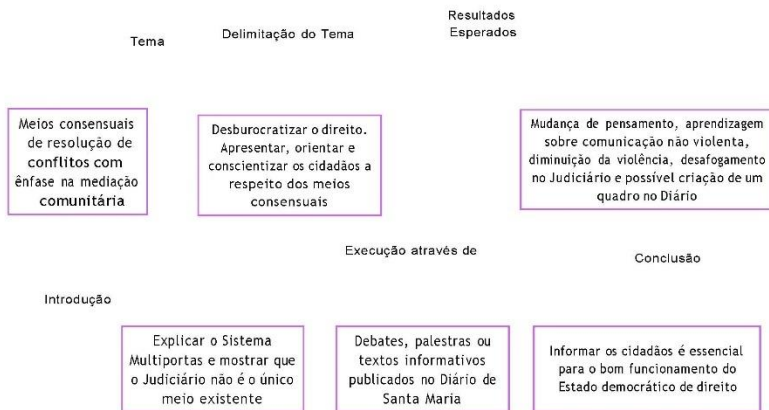 Tema
Delimitação do Tema
Resultados
Esperados
Meios consensuais
de resolução de
conflitos com
ênfase na mediação
comunitária
Desburocratizar o direito.
Apresentar, orientar e
conscientizar os cidadãos a
respeito dos meios
consensuais
Mudança de pensamento, aprendizagem
sobre comunicação não violenta,
diminuição da violência, desafogamento
no Judiciário e possível criação de um
quadro no Diário
Introdução
Execução através de
Conclusão
Explicar o Sistema
Multiportas e mostrar que
o Judiciário não é o único
meio existente
Debates, palestras ou
textos informativos
publicados no Diário de
Santa Maria
Informar os cidadãos é essencial
para o bom funcionamento do
Estado democrático de direito